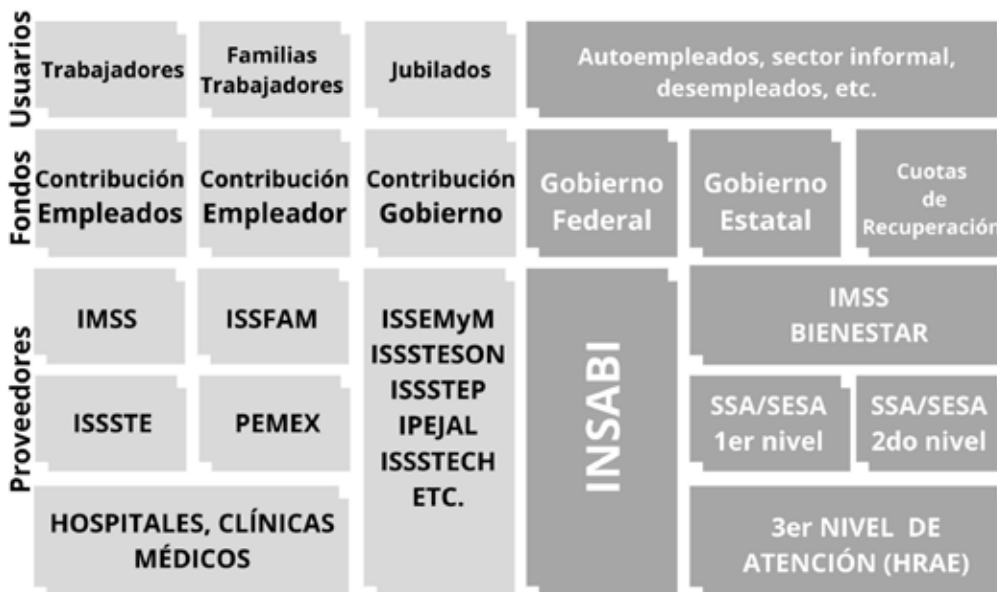 Usuarios
Trabajadores
Familias
Trabajadores
Jubilados
Autoempleados, sector informal,
desempleados, etc.
Fondos
Contribución
Empleados
Contribución
Empleador
Contribución
Gobierno
Gobierno
Federal
Gobierno
Estatal
Cuotas
de
Recuperación
Proveedores
IMSS
ISSFAM
ISSSTE
PEMEX
HOSPITALES, CLÍNICAS
MÉDICOS
ISSEMyM
ISSSTESON
ISSSTEP
IPEJAL
ISSSTECH
ETC.
INSABI
IMSS
BIENESTAR
SSA/SESA
1er nivel
SSA/SESA
2do nivel
3er NIVEL DE
ATENCIÓN (HRAE)